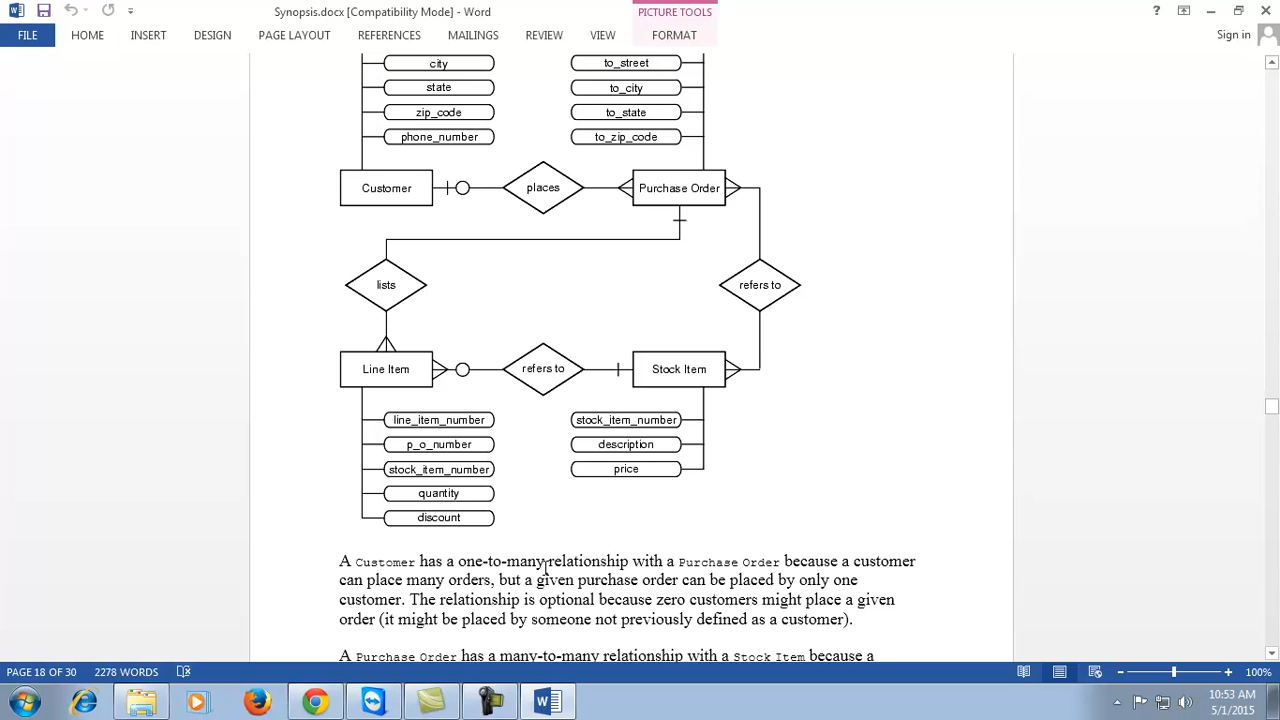 Synopsis.docx [Compatibility Mode] - Word
PICTURE TOOLS
?
FILE HOME INSERT DESIGN PAGE LAYOUT REFERENCES MAILINGS REVIEW VIEW FORMAT Sign in
city to_street
state to_city
zip_code to_state
phone_number to_zip_code
Customer places Purchase Order
lists refers to
Line Item refers to Stock Item
line_item_number stock_item_number
p_o_number description
stock_item_number price
quantity
discount
A Customer has a one-to-many relationship with a Purchase Order because a customer
can place many orders, but a given purchase order can be placed by only one
customer. The relationship is optional because zero customers might place a given
order (it might be placed by someone not previously defined as a customer).
A Purchase Order has a many-to-many relationship with a Stock Item because a
PAGE 18 OF 30 2278 WORDS 100%
10:53 AM
5/1/2015